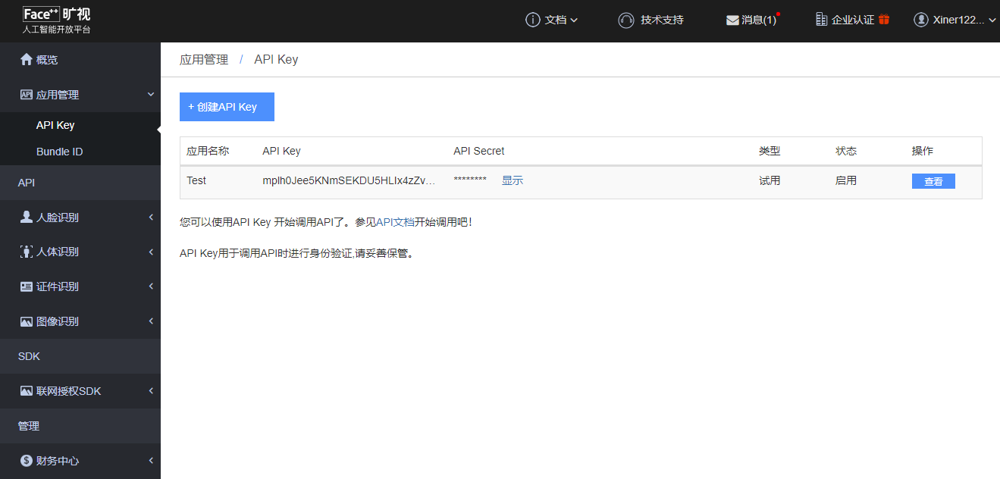 Face++ 旷视
人工智能开放平台
文档
技术支持
消息(1)
企业认证
Xiner122...
概览
API 应用管理
API Key
Bundle ID
API
人脸识别
人体识别
证件识别
图像识别
SDK
联网授权SDK
管理
$ 财务中心
应用管理 / API Key
+ 创建API Key
应用名称 API Key API Secret 类型 状态 操作
Test mplh0Jee5KNmSEKDU5HLIx4zZv... ******** 显示 试用 启用 查看
您可以使用API Key 开始调用API了。参见API文档开始调用吧!
API Key用于调用API时进行身份验证,请妥善保管。